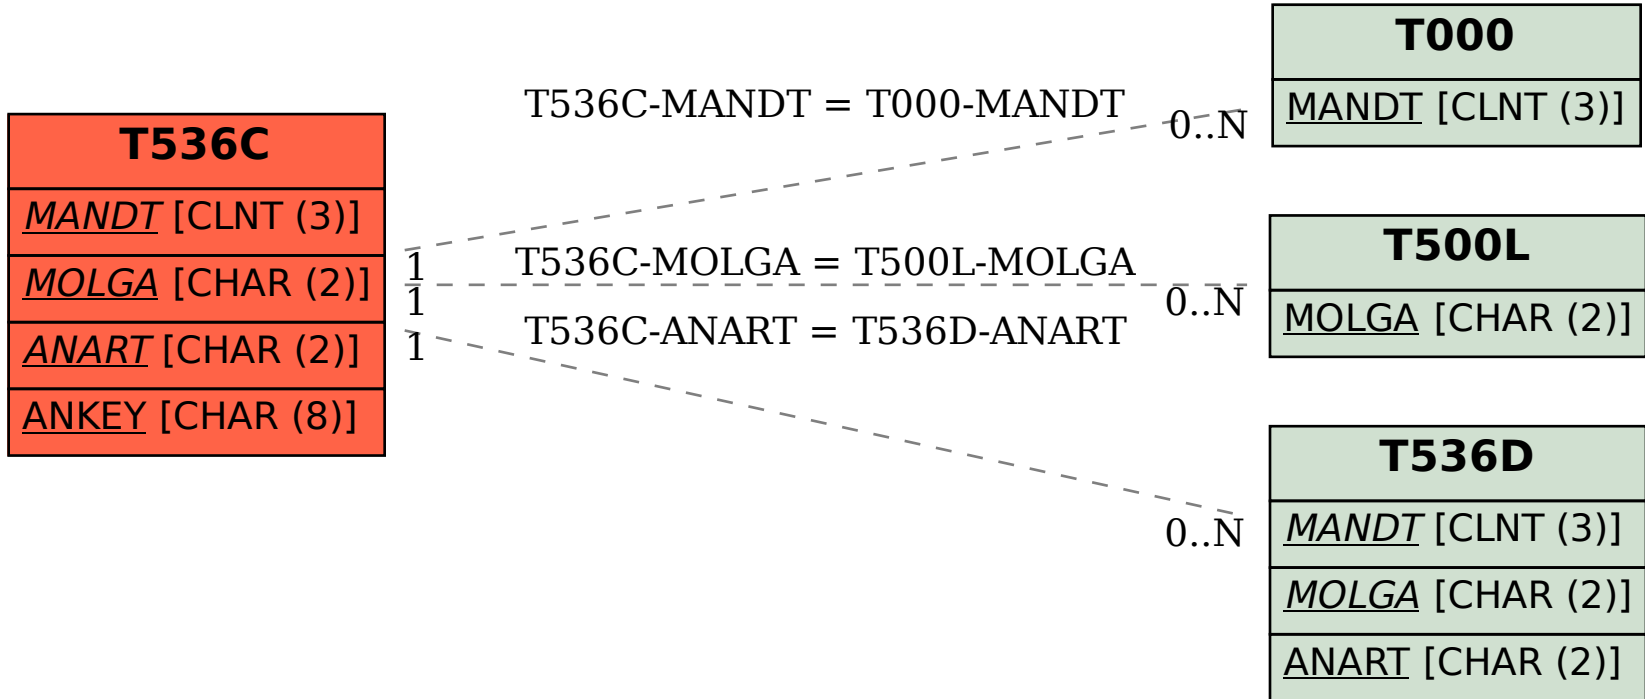 T536C
MANDT [CLNT (3)]
MOLGA [CHAR (2)]
ANART [CHAR (2)]
ANKEY [CHAR (8)]
T536C-MANDT = T000-MANDT
0..N
1
T536C-MOLGA = T500L-MOLGA
1
0..N
T536C-ANART = T536D-ANART
1
0..N
T000
MANDT [CLNT (3)]
T500L
MOLGA [CHAR (2)]
T536D
MANDT [CLNT (3)]
MOLGA [CHAR (2)]
ANART [CHAR (2)]